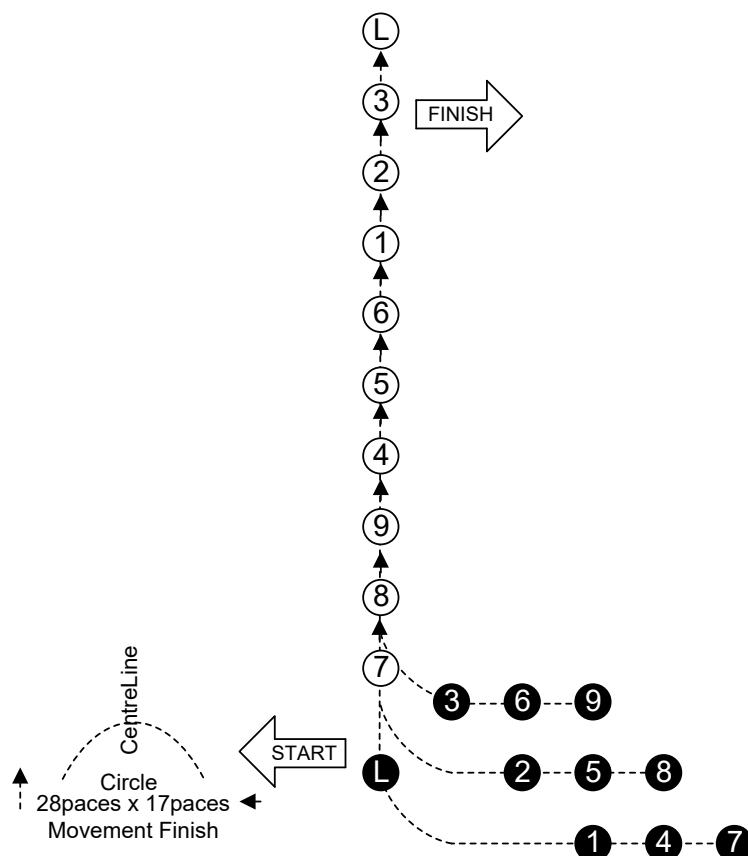 L
3
FINISH
2
1
6
5
4
9
8
7
3 6 9
CentreLine
START
L 2 5 8
Circle
28paces x 17paces
Movement Finish
1 4 7